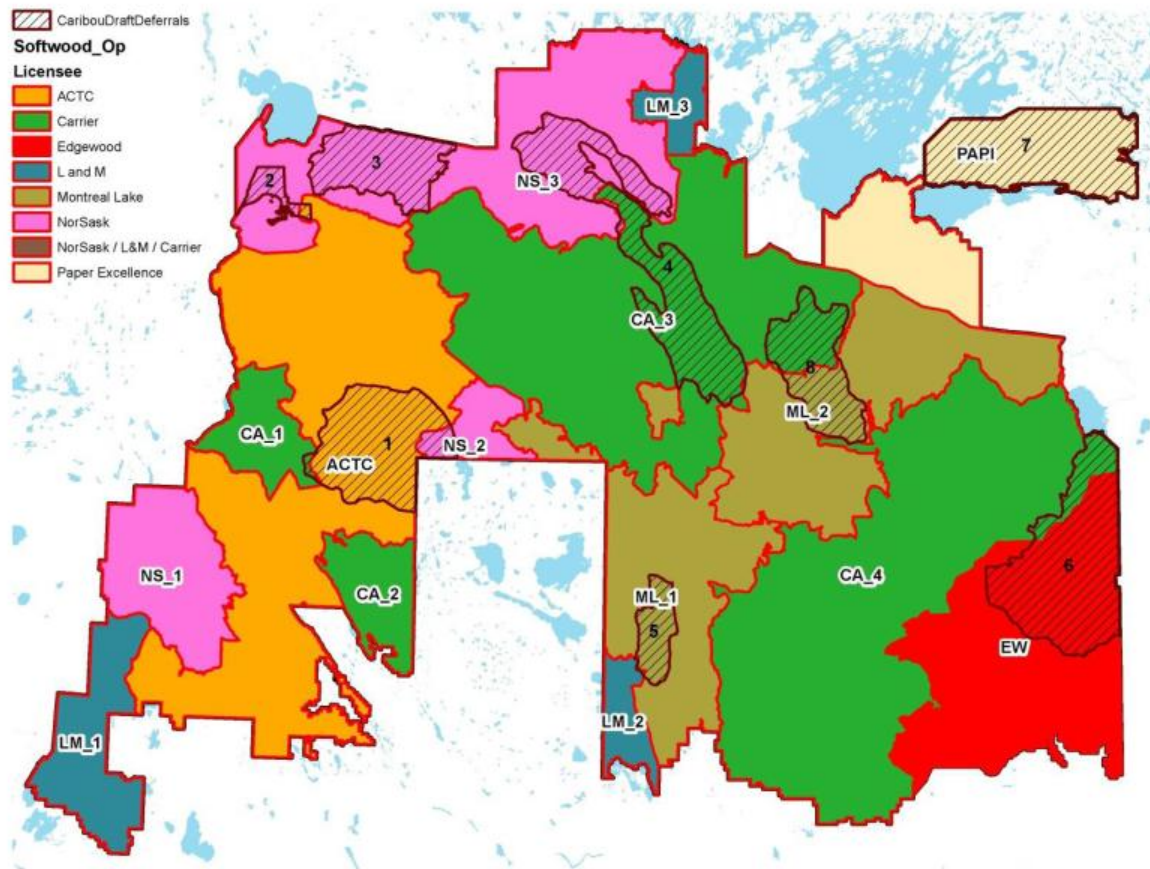 CaribouDraftDeferrals
Softwood_Op
Licensee
ACTC
Carrier
Edgewood
L and M
Montreal Lake
NorSask
NorSask / L&M / Carrier
Paper Excellence
LM_3
PAPI
7
3
2
NS_3
4
CA_3
8
ML_2
CA_1
1
ACTC
NS_2
NS_1
CA_2
CA_4
6
ML_1
5
EW
LM_2
LM_1